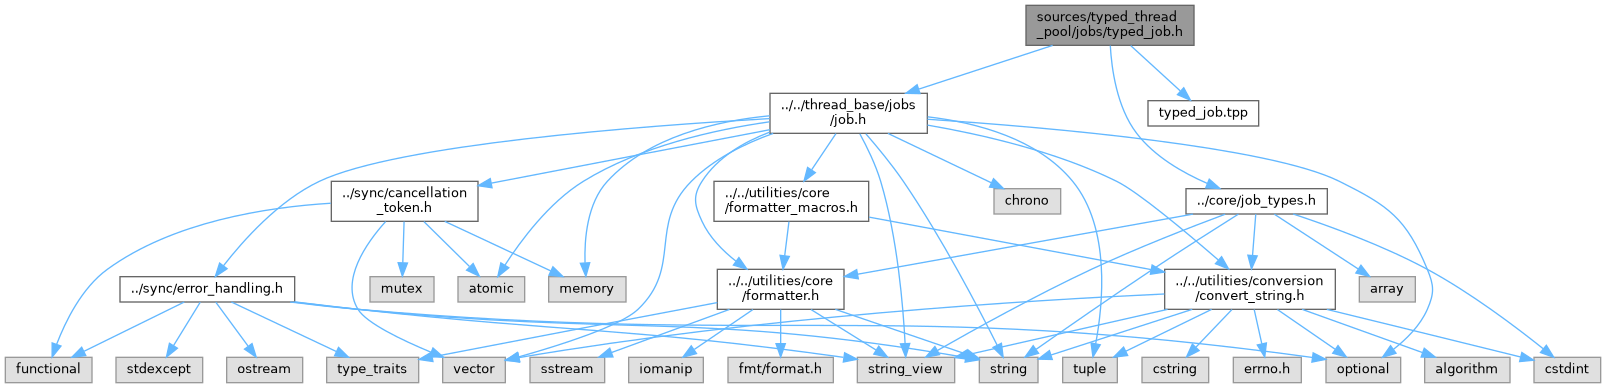 sources/typed_thread
_pool/jobs/typed_job.h
../../thread_base/jobs
/job.h
typed_job.tpp
../sync/cancellation
_token.h
../../utilities/core
/formatter_macros.h
chrono
../core/job_types.h
../sync/error_handling.h
mutex
atomic
memory
../../utilities/core
/formatter.h
../../utilities/conversion
/convert_string.h
array
functional
stdexcept
ostream
type_traits
vector
sstream
iomanip
fmt/format.h
string_view
string
tuple
cstring
errno.h
optional
algorithm
cstdint